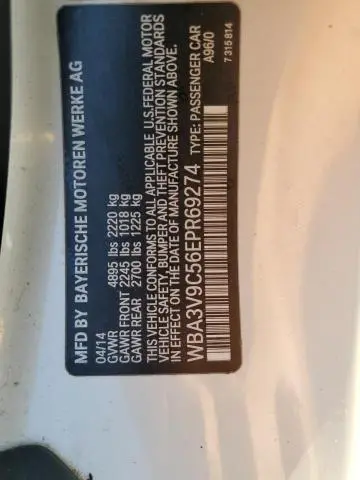 MFD BY BAYERISCHE MOTOREN WERKE AG
04/14
GVWR 4895 lbs 2220 kg
GAWR FRONT 2245 lbs 1018 kg
GAWR REAR 2700 lbs 1225 kg
THIS VEHICLE CONFORMS TO ALL APPLICABLE U.S.FEDERAL MOTOR
VEHICLE SAFETY, BUMPER AND THEFT PREVENTION STANDARDS
IN EFFECT ON THE DATE OF MANUFACTURE SHOWN ABOVE.
WBA3V9C56EPR69274 TYPE: PASSENGER CAR
A96/0
7 315 814